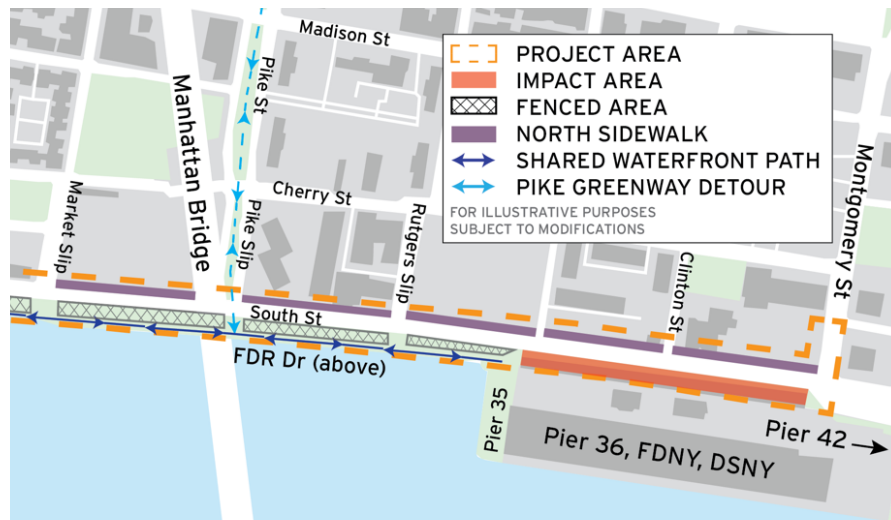 Madison St
PROJECT AREA
IMPACT AREA
FENCED AREA
NORTH SIDEWALK
SHARED WATERFRONT PATH
PIKE GREENWAY DETOUR
FOR ILLUSTRATIVE PURPOSES
SUBJECT TO MODIFICATIONS
Pike St
Manhattan Bridge
Cherry St
Market Slip
Pike Slip
Rutgers Slip
Clinton St
Montgomery St
South St
FDR Dr (above)
Pier 35
Pier 36, FDNY, DSNY
Pier 42